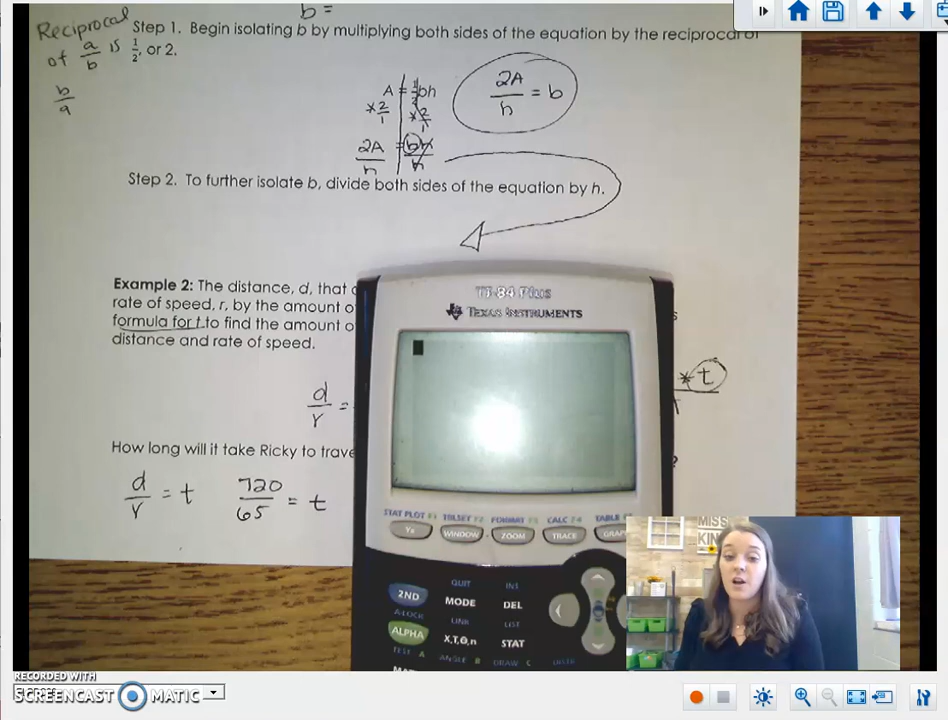 b =
Reciprocal of a/b is b/a
Step 1. Begin isolating b by multiplying both sides of the equation by the reciprocal of
1/2, or 2.
A = 1/2 bh
* 2/1 * 2/1
2A/h = b
2A/h = bh/h
Step 2. To further isolate b, divide both sides of the equation by h.
Example 2: The distance, d, that
rate of speed, r, by the amount o
formula for t to find the amount o
distance and rate of speed.
d/r =
* t
r
How long will it take Ricky to trave
?
d/r = t 720/65 = t
TI-84 Plus
TEXAS INSTRUMENTS
STAT PLOT F1 TBLSET F2 FORMAT F3 CALC F4 TABLE
Y= WINDOW ZOOM TRACE GRAP
QUIT INS
2ND MODE DEL
A-LOCK LINK LIST
ALPHA X,T,θ,n STAT
TEST A ANGLE B DRAW C DISTR
MISS
KIN
RECORDED WITH
SCREENCAST MATIC